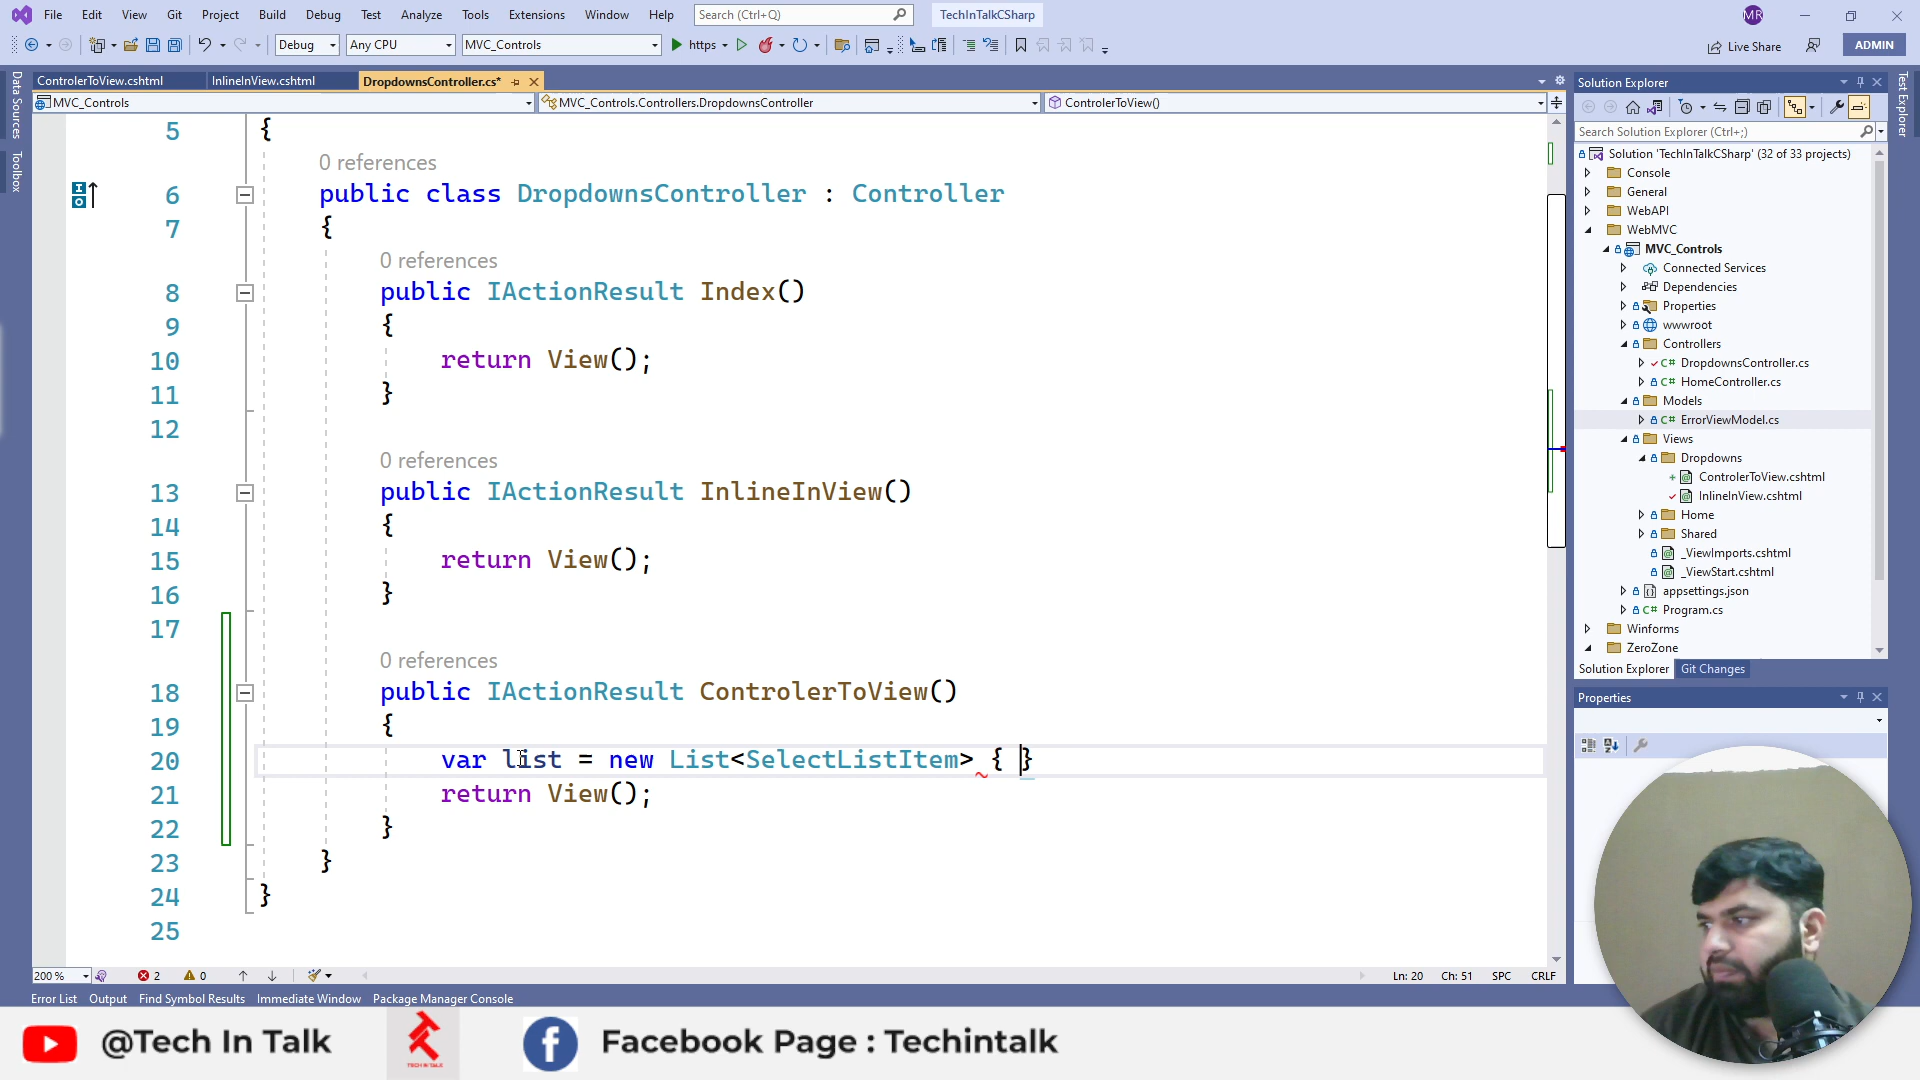 File Edit View Git Project Build Debug Test Analyze Tools Extensions Window Help Search (Ctrl+Q) TechInTalkCSharp MR
Debug Any CPU MVC_Controls https Live Share ADMIN
ControlerToView.cshtml InlineInView.cshtml DropdownsController.cs*
MVC_Controls MVC_Controls.Controllers.DropdownsController ControlerToView()
Data Sources
Toolbox
Test Explorer
5 {
0 references
6 public class DropdownsController : Controller
7 {
0 references
8 public IActionResult Index()
9 {
10 return View();
11 }
12
0 references
13 public IActionResult InlineInView()
14 {
15 return View();
16 }
17
0 references
18 public IActionResult ControlerToView()
19 {
20 var list = new List<SelectListItem> { }
21 return View();
22 }
23 }
24 }
25
200 % 2 0 Ln: 20 Ch: 51 SPC CRLF
Error List Output Find Symbol Results Immediate Window Package Manager Console
Solution Explorer
Search Solution Explorer (Ctrl+;)
Solution 'TechInTalkCSharp' (32 of 33 projects)
Console
General
WebAPI
WebMVC
MVC_Controls
Connected Services
Dependencies
Properties
wwwroot
Controllers
C# DropdownsController.cs
C# HomeController.cs
Models
C# ErrorViewModel.cs
Views
Dropdowns
ControlerToView.cshtml
InlineInView.cshtml
Home
Shared
_ViewImports.cshtml
_ViewStart.cshtml
appsettings.json
C# Program.cs
Winforms
ZeroZone
Solution Explorer Git Changes
Properties
@Tech In Talk TECH IN TALK Facebook Page : Techintalk